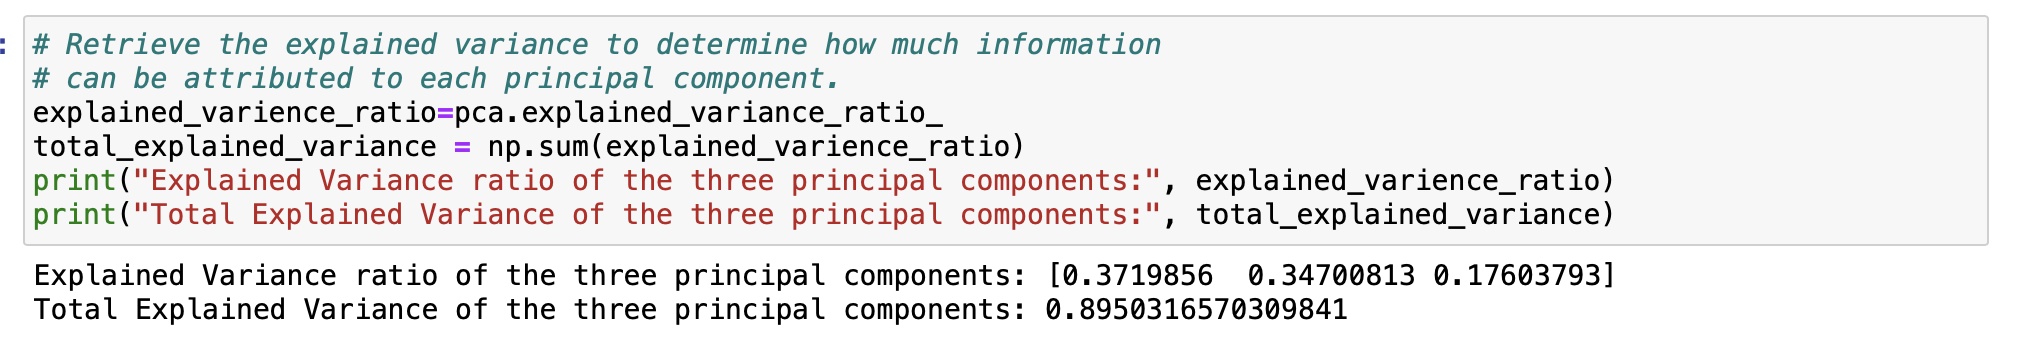 :
# Retrieve the explained variance to determine how much information
# can be attributed to each principal component.
explained_varience_ratio=pca.explained_variance_ratio_
total_explained_variance = np.sum(explained_varience_ratio)
print("Explained Variance ratio of the three principal components:", explained_varience_ratio)
print("Total Explained Variance of the three principal components:", total_explained_variance)
Explained Variance ratio of the three principal components: [0.3719856  0.34700813 0.17603793]
Total Explained Variance of the three principal components: 0.8950316570309841